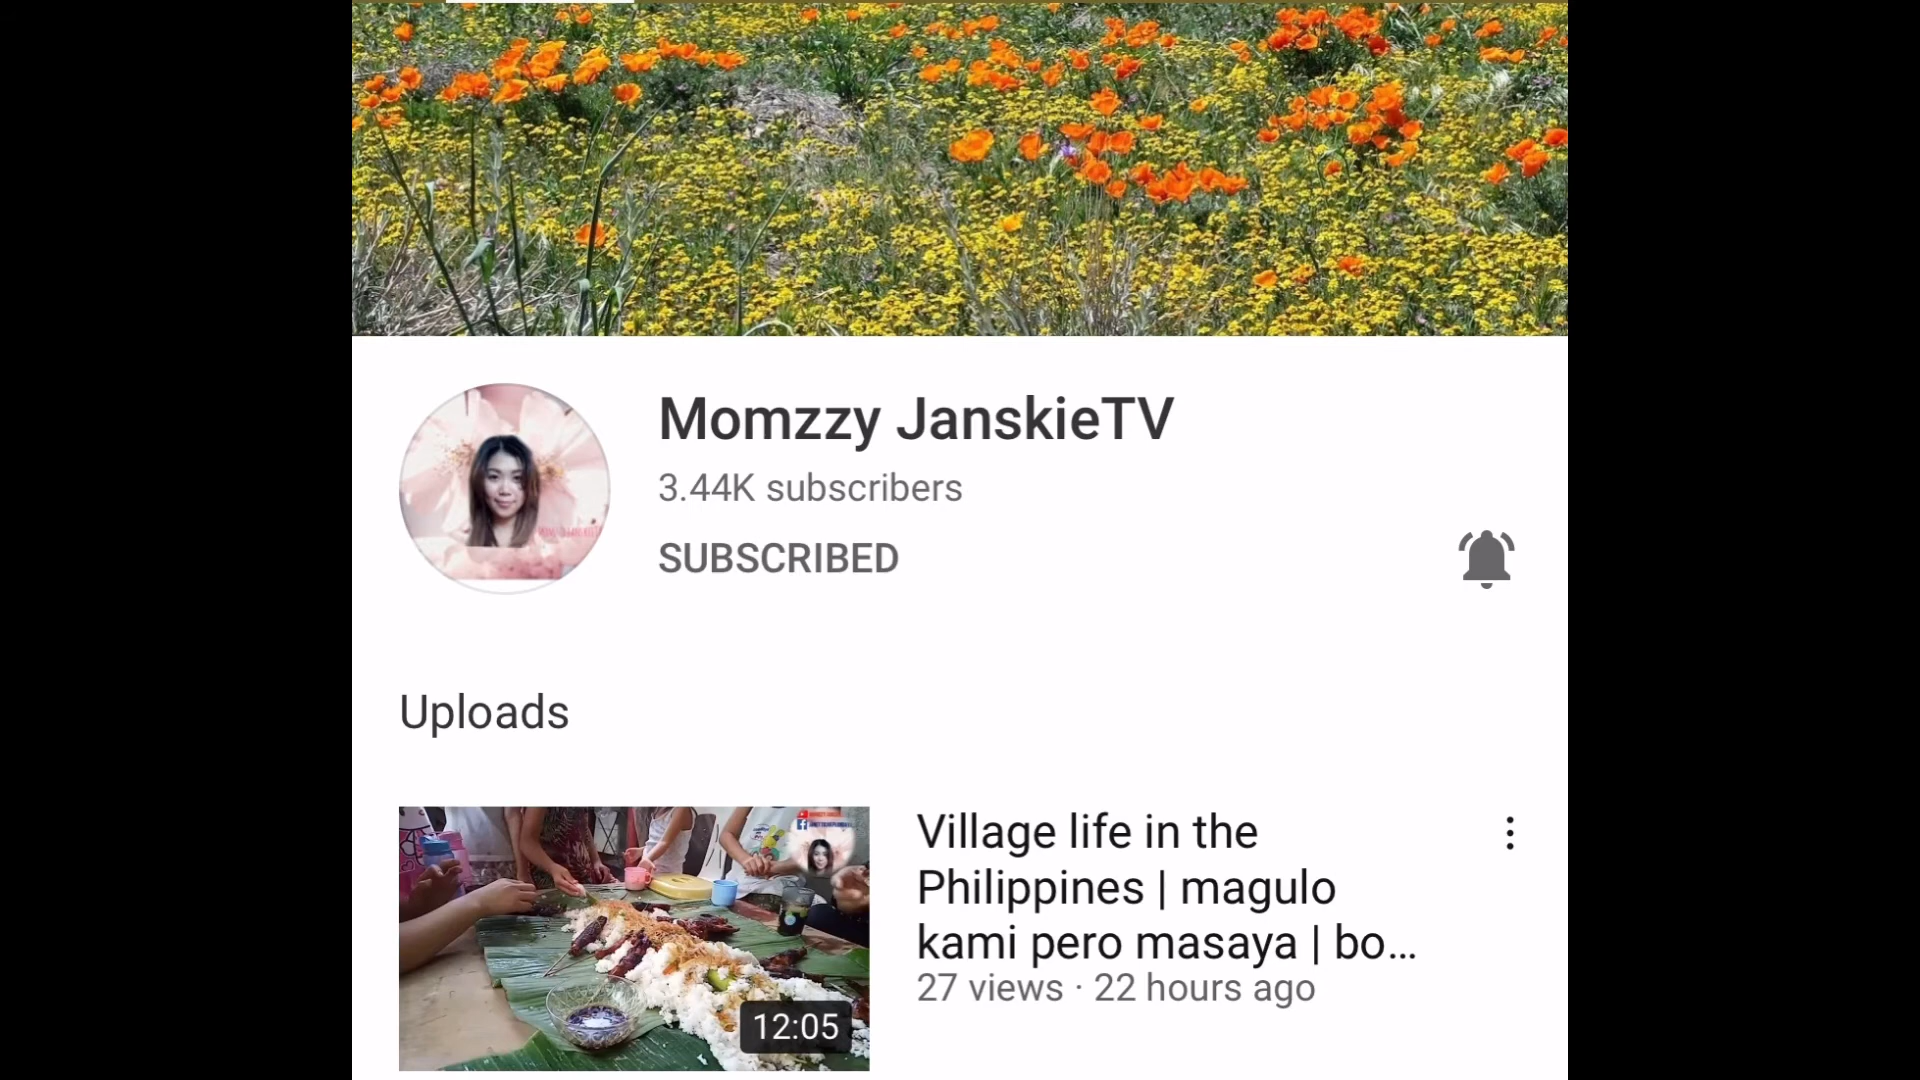 Momzzy JanskieTV
3.44K subscribers
SUBSCRIBED
Uploads
12:05
Village life in the
Philippines | magulo
kami pero masaya | bo...
27 views · 22 hours ago